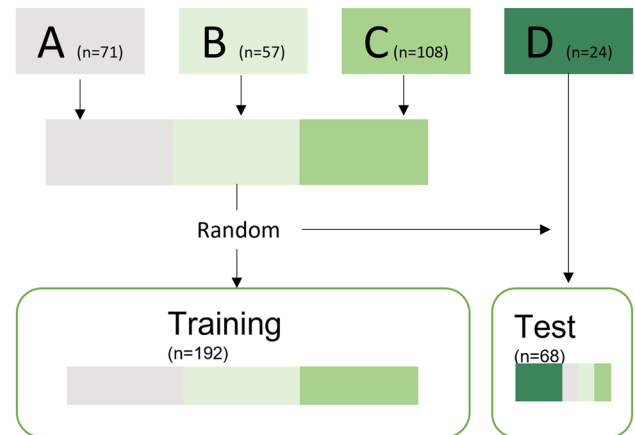 A (n=71)
B (n=57)
C (n=108)
D (n=24)
Random
Training
(n=192)
Test
(n=68)